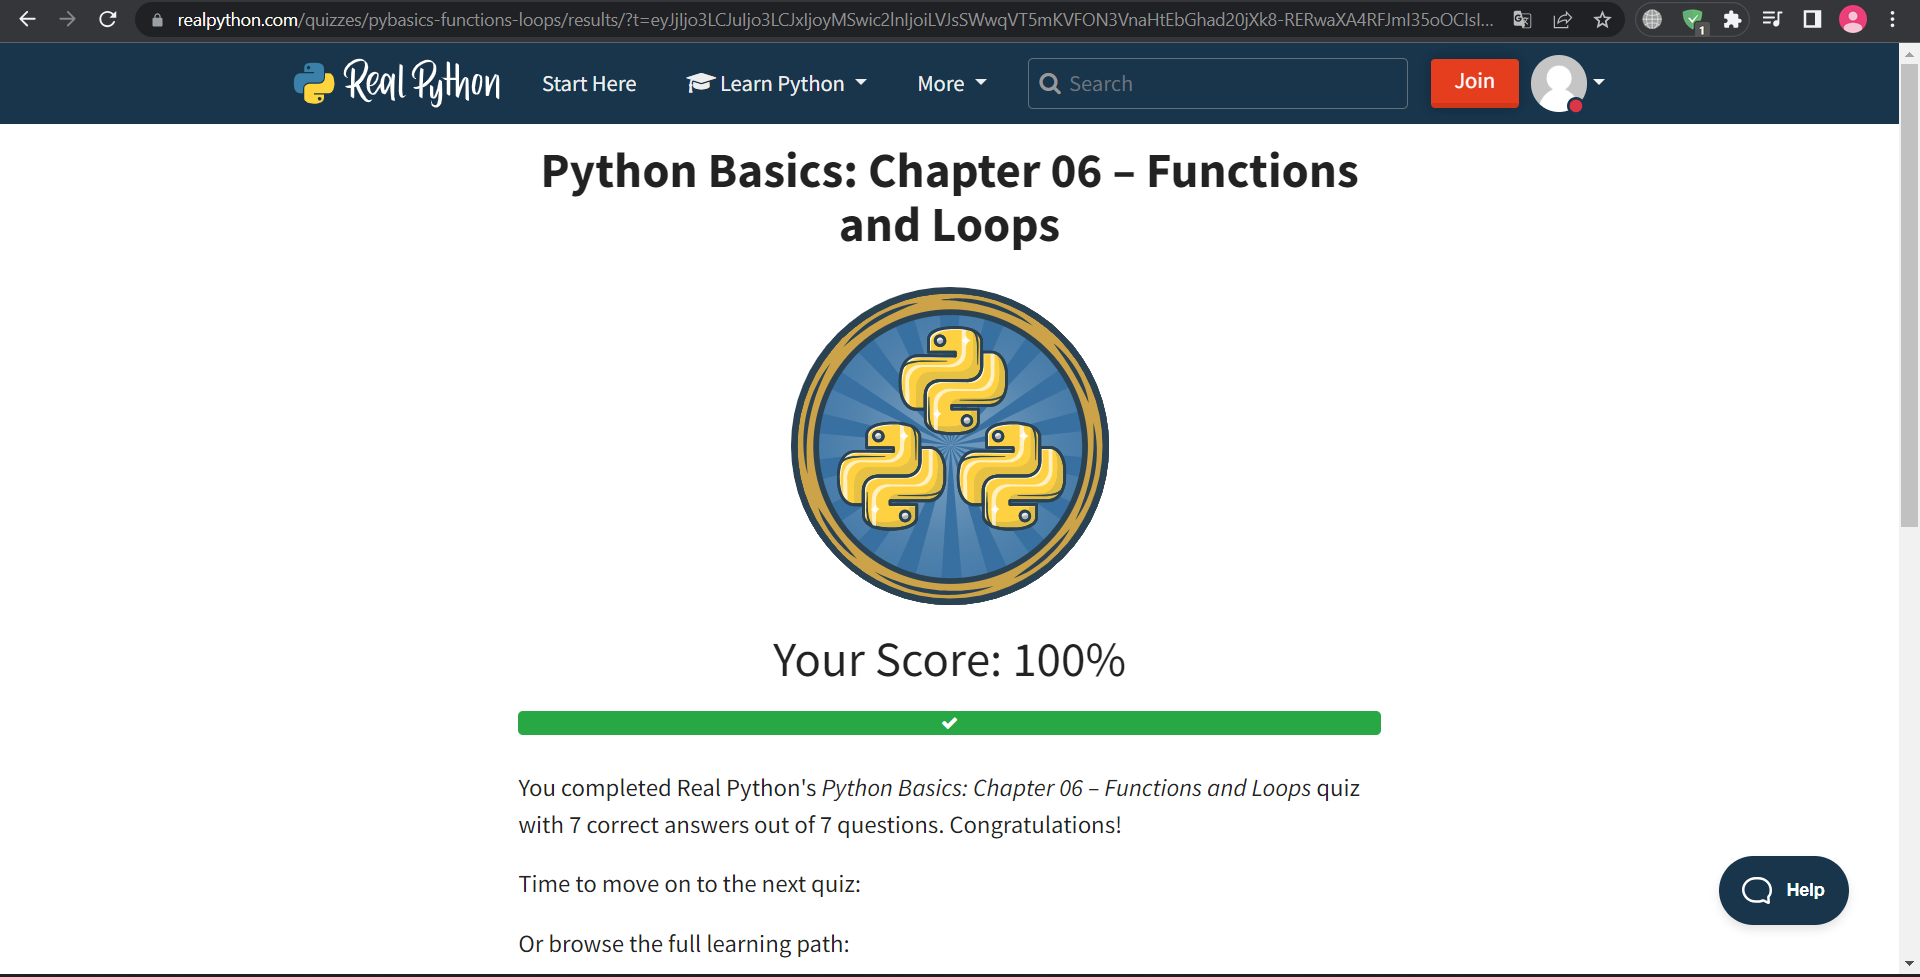 realpython.com/quizzes/pybasics-functions-loops/results/?t=
1
Real Python
Start Here
Learn Python
More
Search
Join
Python Basics: Chapter 06 – Functions
and Loops
Your Score: 100%
You completed Real Python's Python Basics: Chapter 06 – Functions and Loops quiz
with 7 correct answers out of 7 questions. Congratulations!
Time to move on to the next quiz:
Or browse the full learning path:
Help